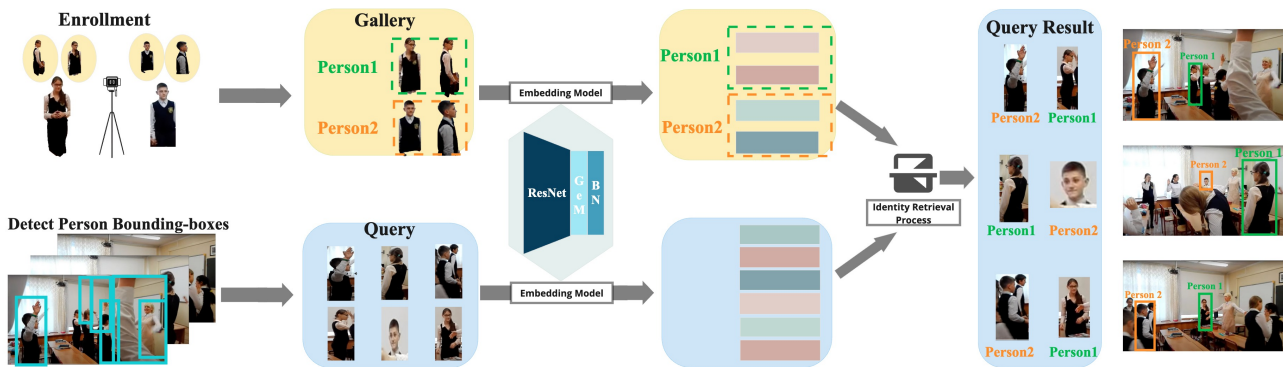 Enrollment
Gallery
Person1
Person2
Embedding Model
ResNet
GeM
BN
Embedding Model
Detect Person Bounding-boxes
Query
Person1
Person2
Identity Retrieval
Process
Query Result
Person2 Person1
Person1 Person2
Person2 Person1
Person 2
Person 1
Person 2
Person 1
Person 2
Person 1